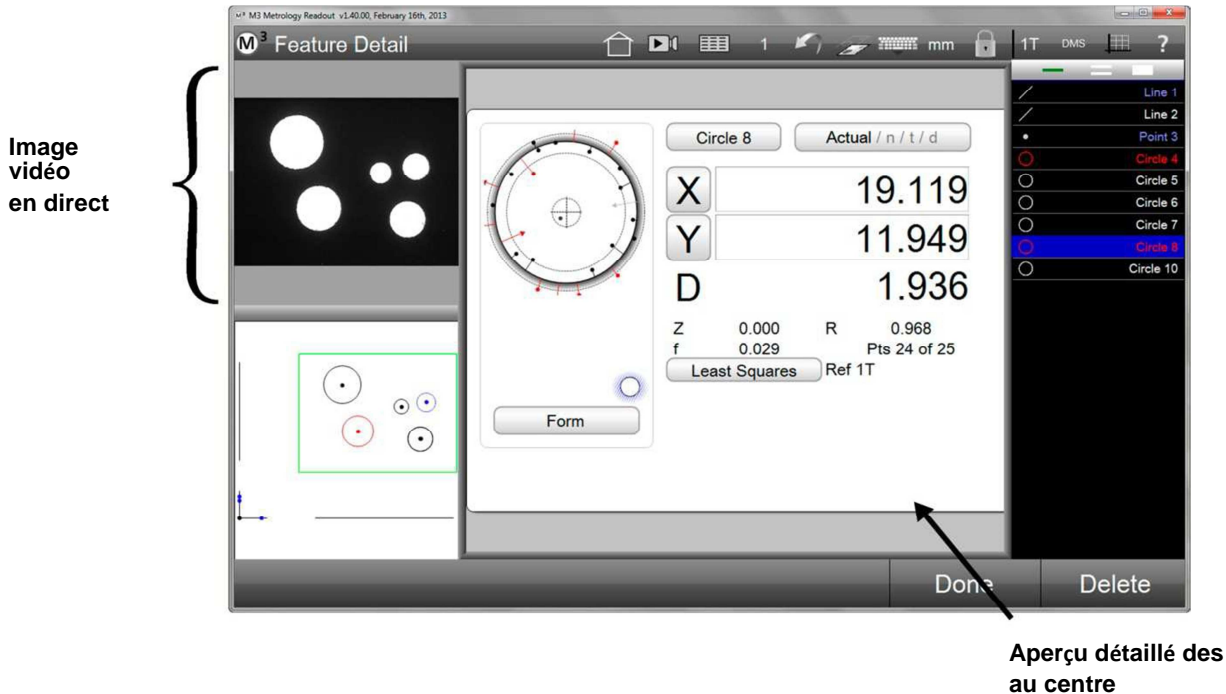 M³ M3 Metrology Readout v1.40.00, February 16th, 2013
M³ Feature Detail
1
mm
1T
DMS
?
Image
vidéo
en direct
Line 1
Line 2
Point 3
Circle 4
Circle 5
Circle 6
Circle 7
Circle 8
Circle 10
Circle 8
Actual / n / t / d
X 19.119
Y 11.949
D 1.936
Z 0.000 R 0.968
f 0.029 Pts 24 of 25
Least Squares Ref 1T
Form
Done
Delete
Aperçu détaillé des
au centre